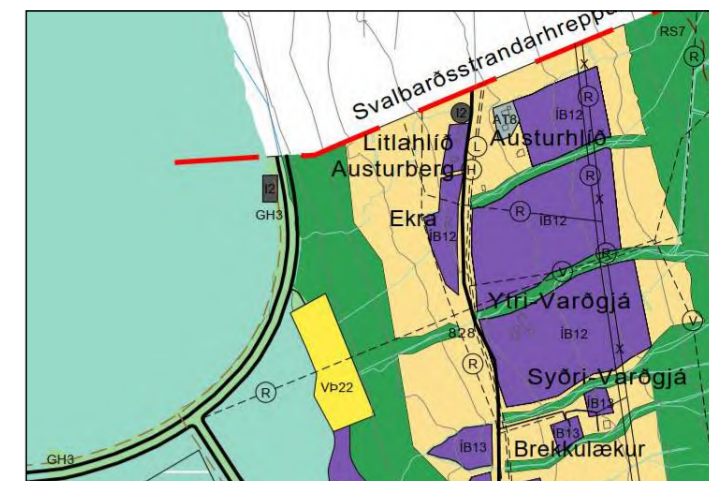 Svalbarðsstrandarhreppu
RS7
R
X
R
I2
AT8
ÍB12
Litlahlíð
Austurhlíð
L
Austurberg
H
R
I2
X
GH3
Ekra
R
ÍB12
ÍB12
R
V
Ytri-Varðgjá
828
ÍB12
V
X
R
Syðri-Varðgjá
VÞ22
R
ÍB13
ÍB13
ÍB13
Brekkulækur
GH3